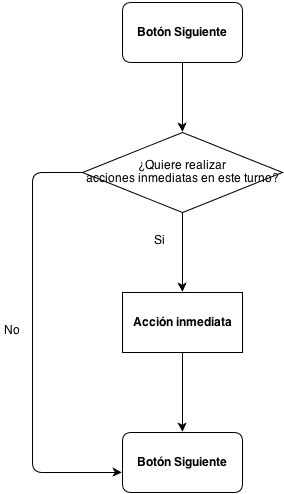 Botón Siguiente
¿Quiere realizar
acciones inmediatas en este turno?
Si
Acción inmediata
No
Botón Siguiente